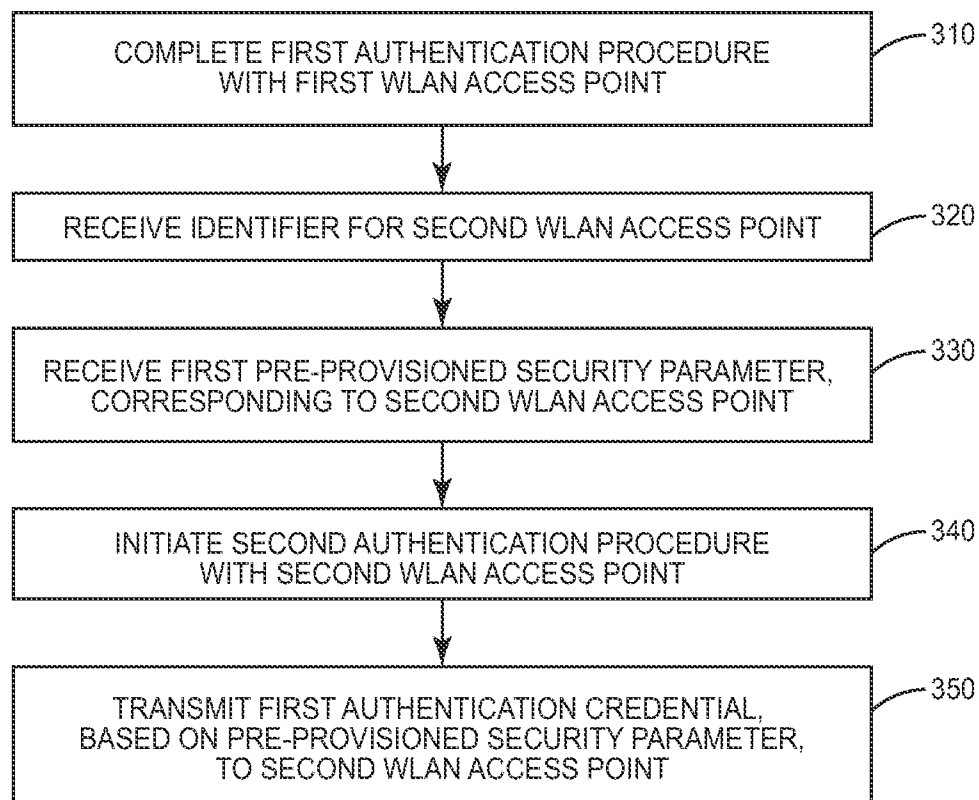 COMPLETE FIRST AUTHENTICATION PROCEDURE
WITH FIRST WLAN ACCESS POINT
310
RECEIVE IDENTIFIER FOR SECOND WLAN ACCESS POINT
320
RECEIVE FIRST PRE-PROVISIONED SECURITY PARAMETER,
CORRESPONDING TO SECOND WLAN ACCESS POINT
330
INITIATE SECOND AUTHENTICATION PROCEDURE
WITH SECOND WLAN ACCESS POINT
340
TRANSMIT FIRST AUTHENTICATION CREDENTIAL,
BASED ON PRE-PROVISIONED SECURITY PARAMETER,
TO SECOND WLAN ACCESS POINT
350